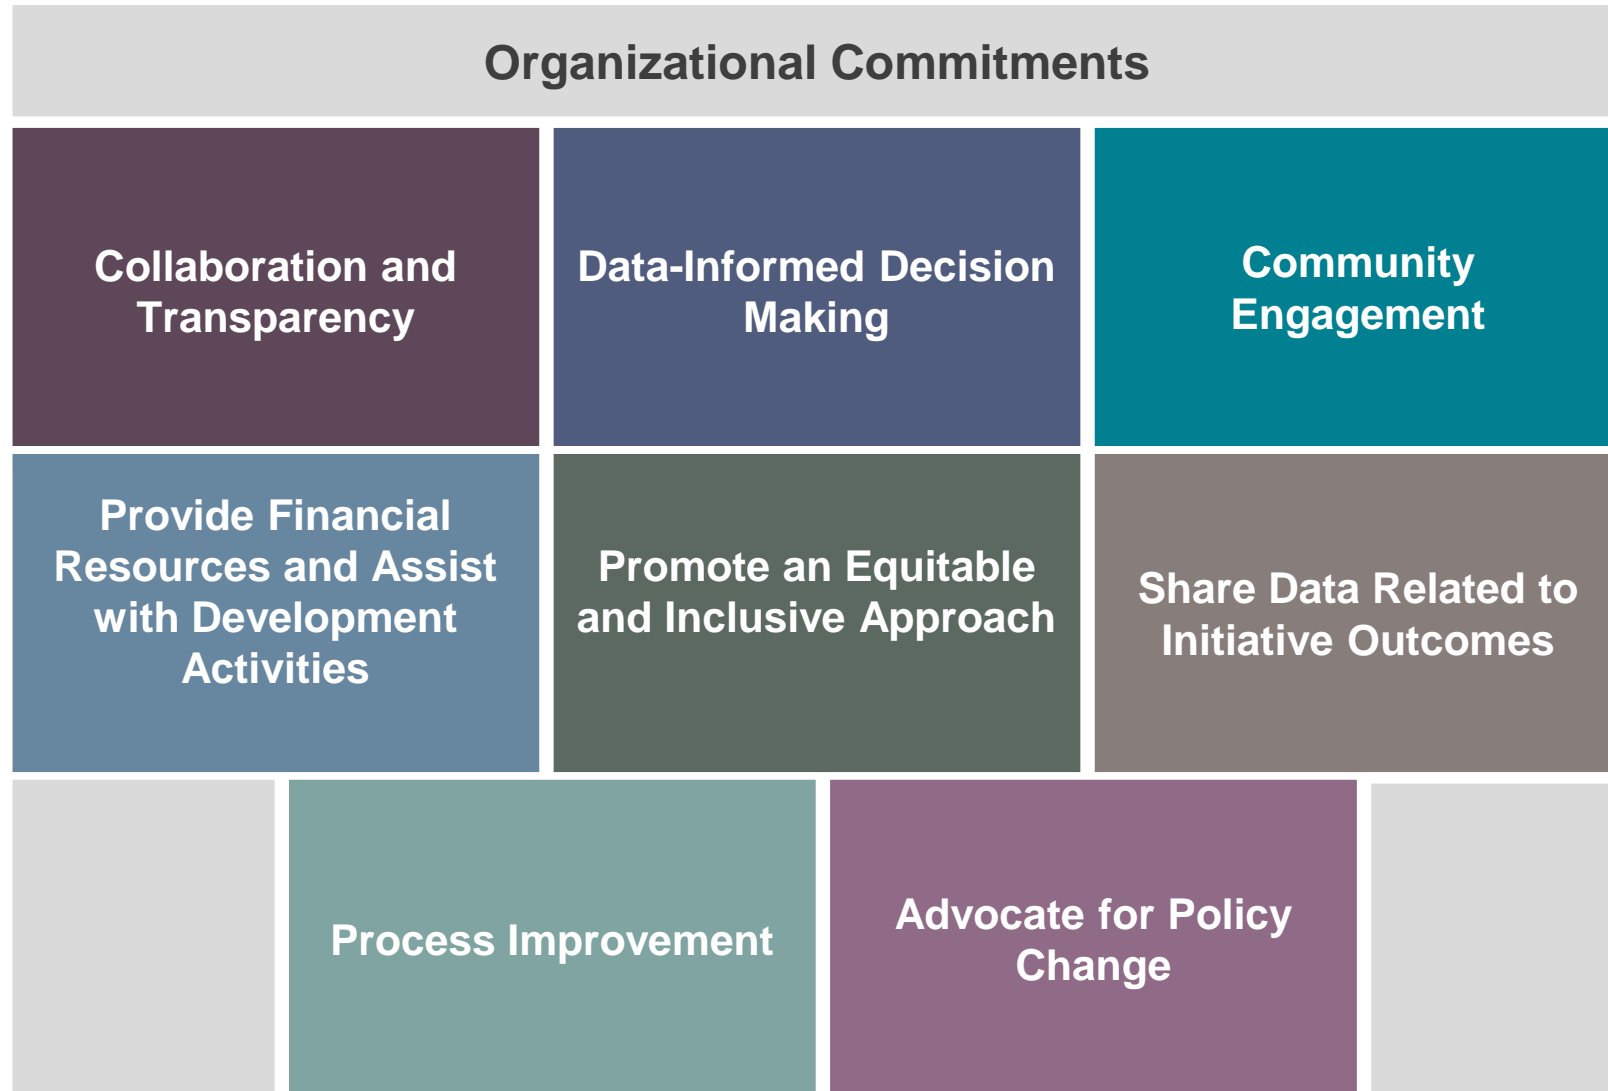 Organizational Commitments
Collaboration and
Transparency
Data-Informed Decision
Making
Community
Engagement
Provide Financial
Resources and Assist
with Development
Activities
Promote an Equitable
and Inclusive Approach
Share Data Related to
Initiative Outcomes
Process Improvement
Advocate for Policy
Change